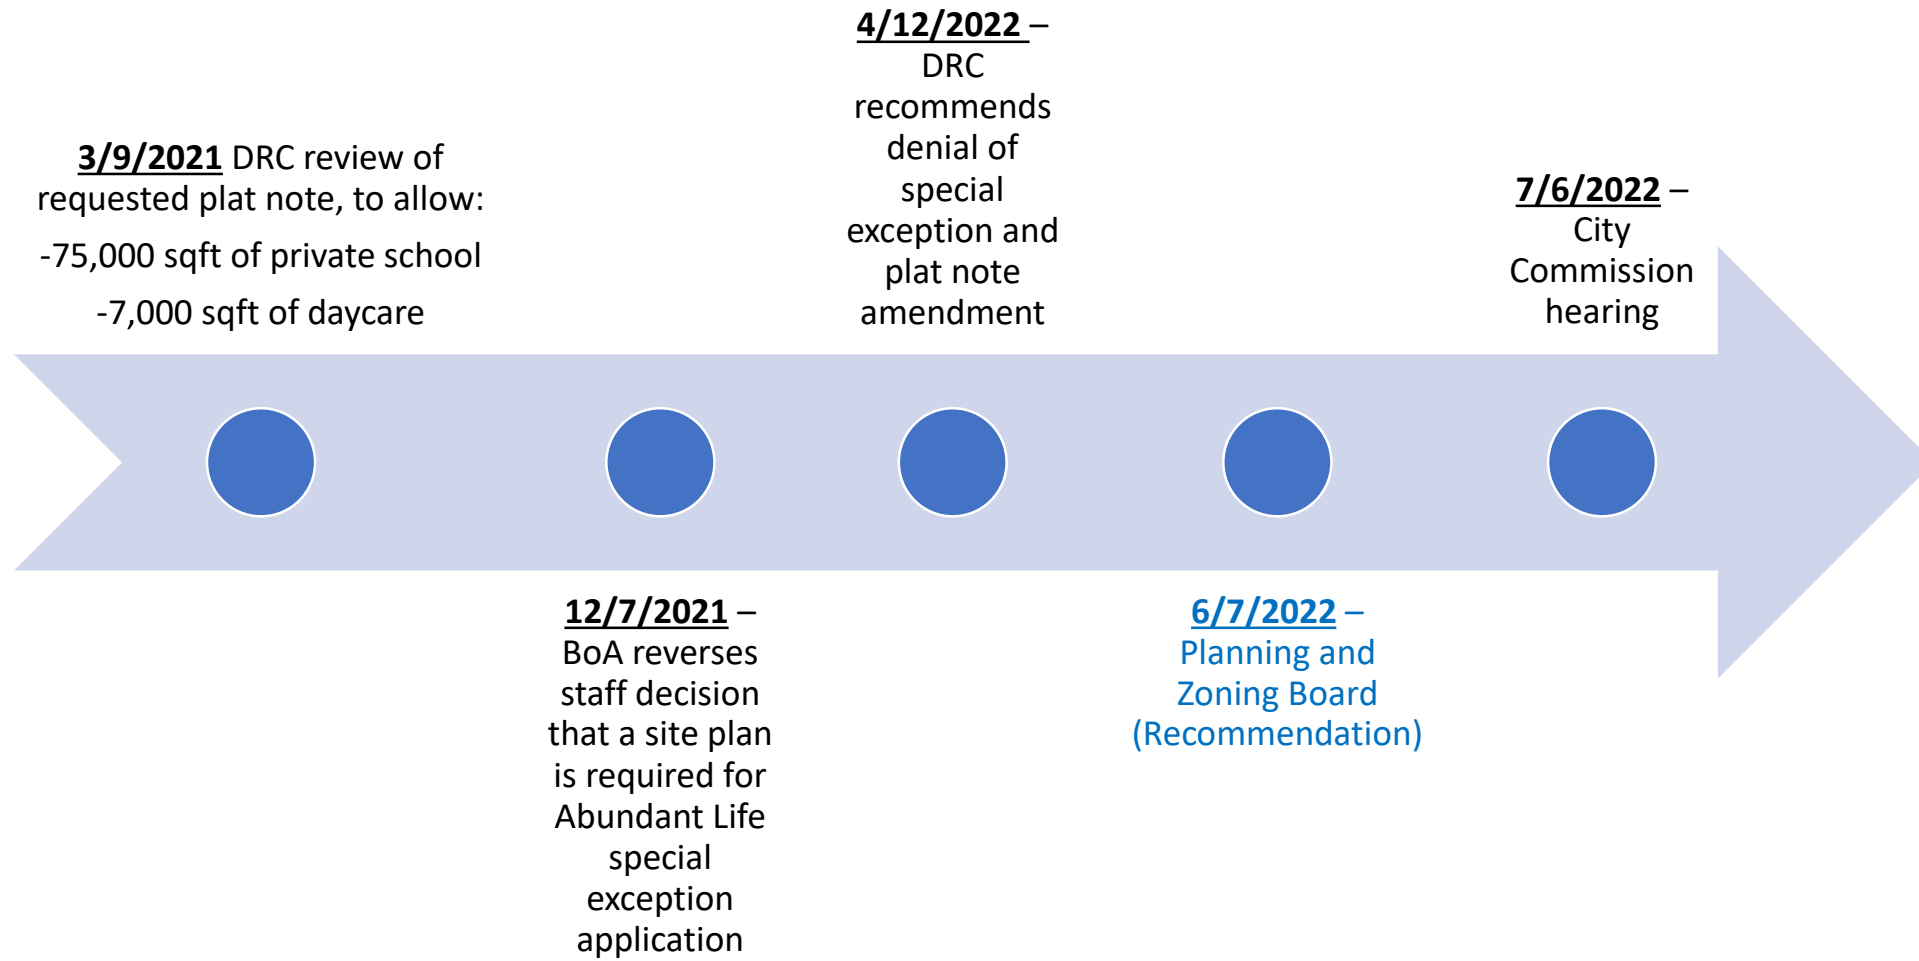 3/9/2021 DRC review of
requested plat note, to allow:
-75,000 sqft of private school
-7,000 sqft of daycare
12/7/2021 –
BoA reverses
staff decision
that a site plan
is required for
Abundant Life
special
exception
application
4/12/2022 –
DRC
recommends
denial of
special
exception and
plat note
amendment
6/7/2022 –
Planning and
Zoning Board
(Recommendation)
7/6/2022 –
City
Commission
hearing